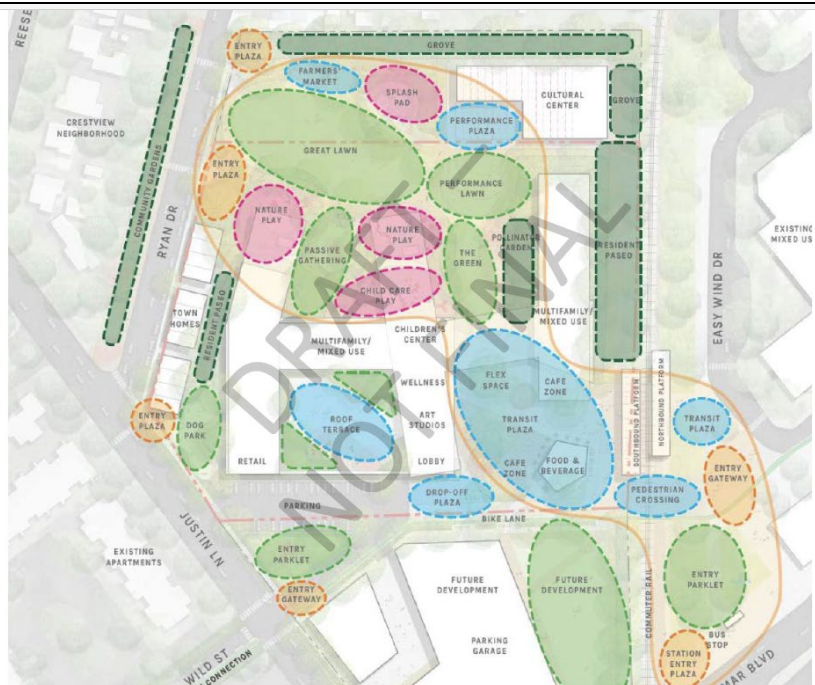 REESE
ENTRY
PLAZA
GROVE
FARMERS'
MARKET
SPLASH
PAD
CULTURAL
CENTER
GROVE
CRESTVIEW
NEIGHBORHOOD
PERFORMANCE
PLAZA
COMMUNITY GARDENS
RYAN DR
ENTRY
PLAZA
GREAT LAWN
PERFORMANCE
LAWN
NATURE
PLAY
PASSIVE
GATHERING
NATURE
PLAY
THE
GREEN
POLLINATOR
GARDEN
RESIDENT
PASEO
EXISTING
MIXED US
EASY WIND DR
CHILD CARE
PLAY
TOWN
HOMES
RESIDENT PASEO
MULTIFAMILY/
MIXED USE
CHILDREN'S
CENTER
MULTIFAMILY/
MIXED USE
WELLNESS
FLEX
SPACE
CAFE
ZONE
SOUTHBOUND PLATFORM
NORTHBOUND PLATFORM
ENTRY
PLAZA
DOG
PARK
ROOF
TERRACE
ART
STUDIOS
TRANSIT
PLAZA
TRANSIT
PLAZA
RETAIL
LOBBY
CAFE
ZONE
FOOD &
BEVERAGE
ENTRY
GATEWAY
PARKING
DROP-OFF
PLAZA
PEDESTRIAN
CROSSING
BIKE LANE
JUSTIN LN
EXISTING
APARTMENTS
ENTRY
PARKLET
ENTRY
GATEWAY
FUTURE
DEVELOPMENT
FUTURE
DEVELOPMENT
COMMUTER RAIL
ENTRY
PARKLET
PARKING
GARAGE
BUS
STOP
STATION
ENTRY
PLAZA
WILD ST
CONNECTION
MAR BLVD
DRAFT –
NOT FINAL